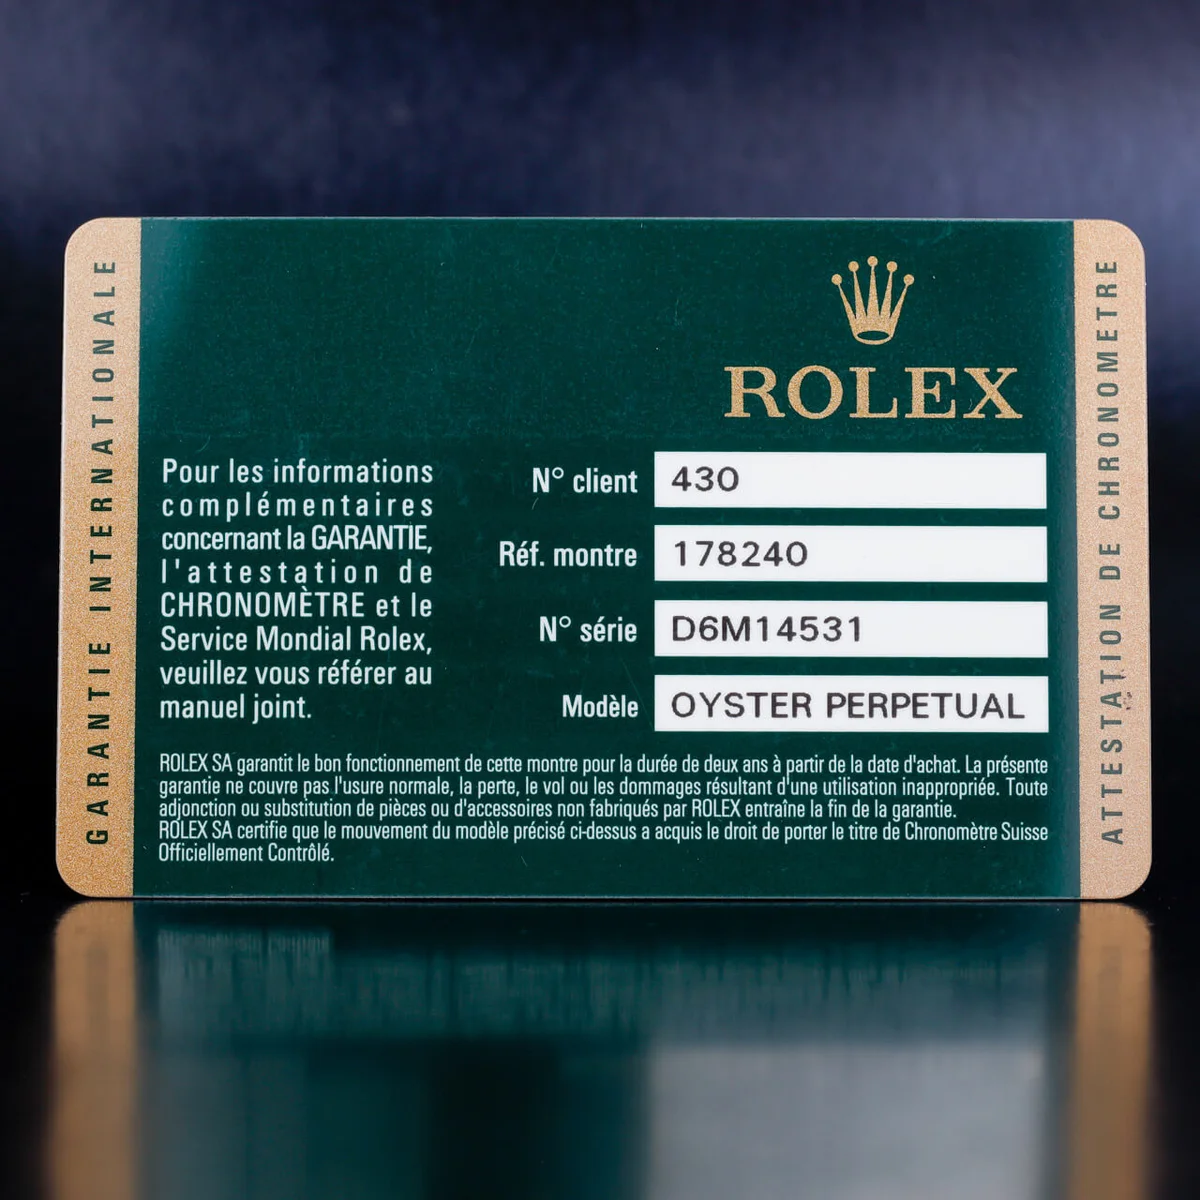 GARANTIE INTERNATIONALE
ROLEX
Pour les informations
complémentaires
concernant la GARANTIE,
l'attestation de
CHRONOMÈTRE et le
Service Mondial Rolex,
veuillez vous référer au
manuel joint.
N° client 430
Réf. montre 178240
N° série D6M14531
Modèle OYSTER PERPETUAL
ROLEX SA garantit le bon fonctionnement de cette montre pour la durée de deux ans à partir de la date d'achat. La présente
garantie ne couvre pas l'usure normale, la perte, le vol ou les dommages résultant d'une utilisation inappropriée. Toute
adjonction ou substitution de pièces ou d'accessoires non fabriqués par ROLEX entraîne la fin de la garantie.
ROLEX SA certifie que le mouvement du modèle précisé ci-dessus a acquis le droit de porter le titre de Chronomètre Suisse
Officiellement Contrôlé.
ATTESTATION DE CHRONOMETRE